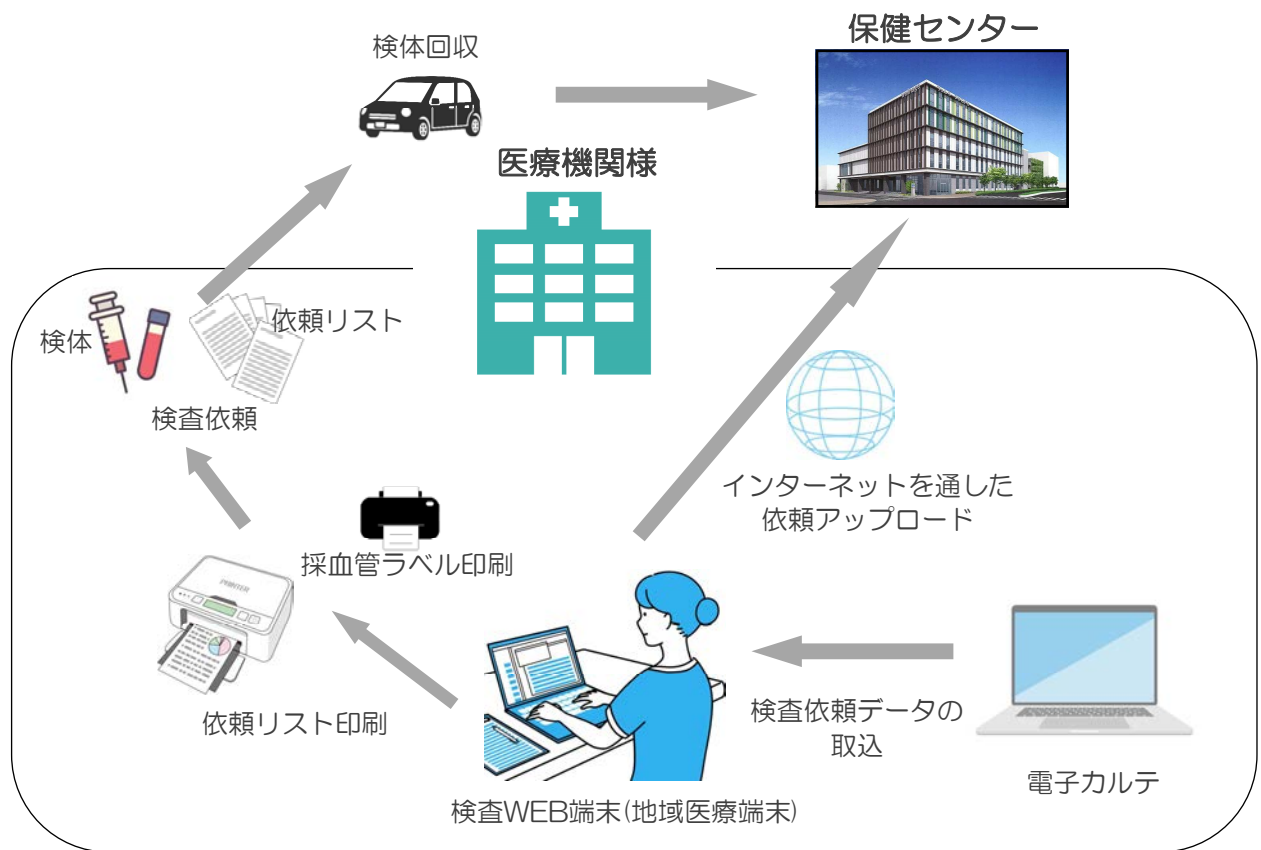 保健センター
検体回収
医療機関様
検体
依頼リスト
検査依頼
インターネットを通した
依頼アップロード
採血管ラベル印刷
PRINTER
依頼リスト印刷
検査依頼データの
取込
電子カルテ
検査WEB端末(地域医療端末)